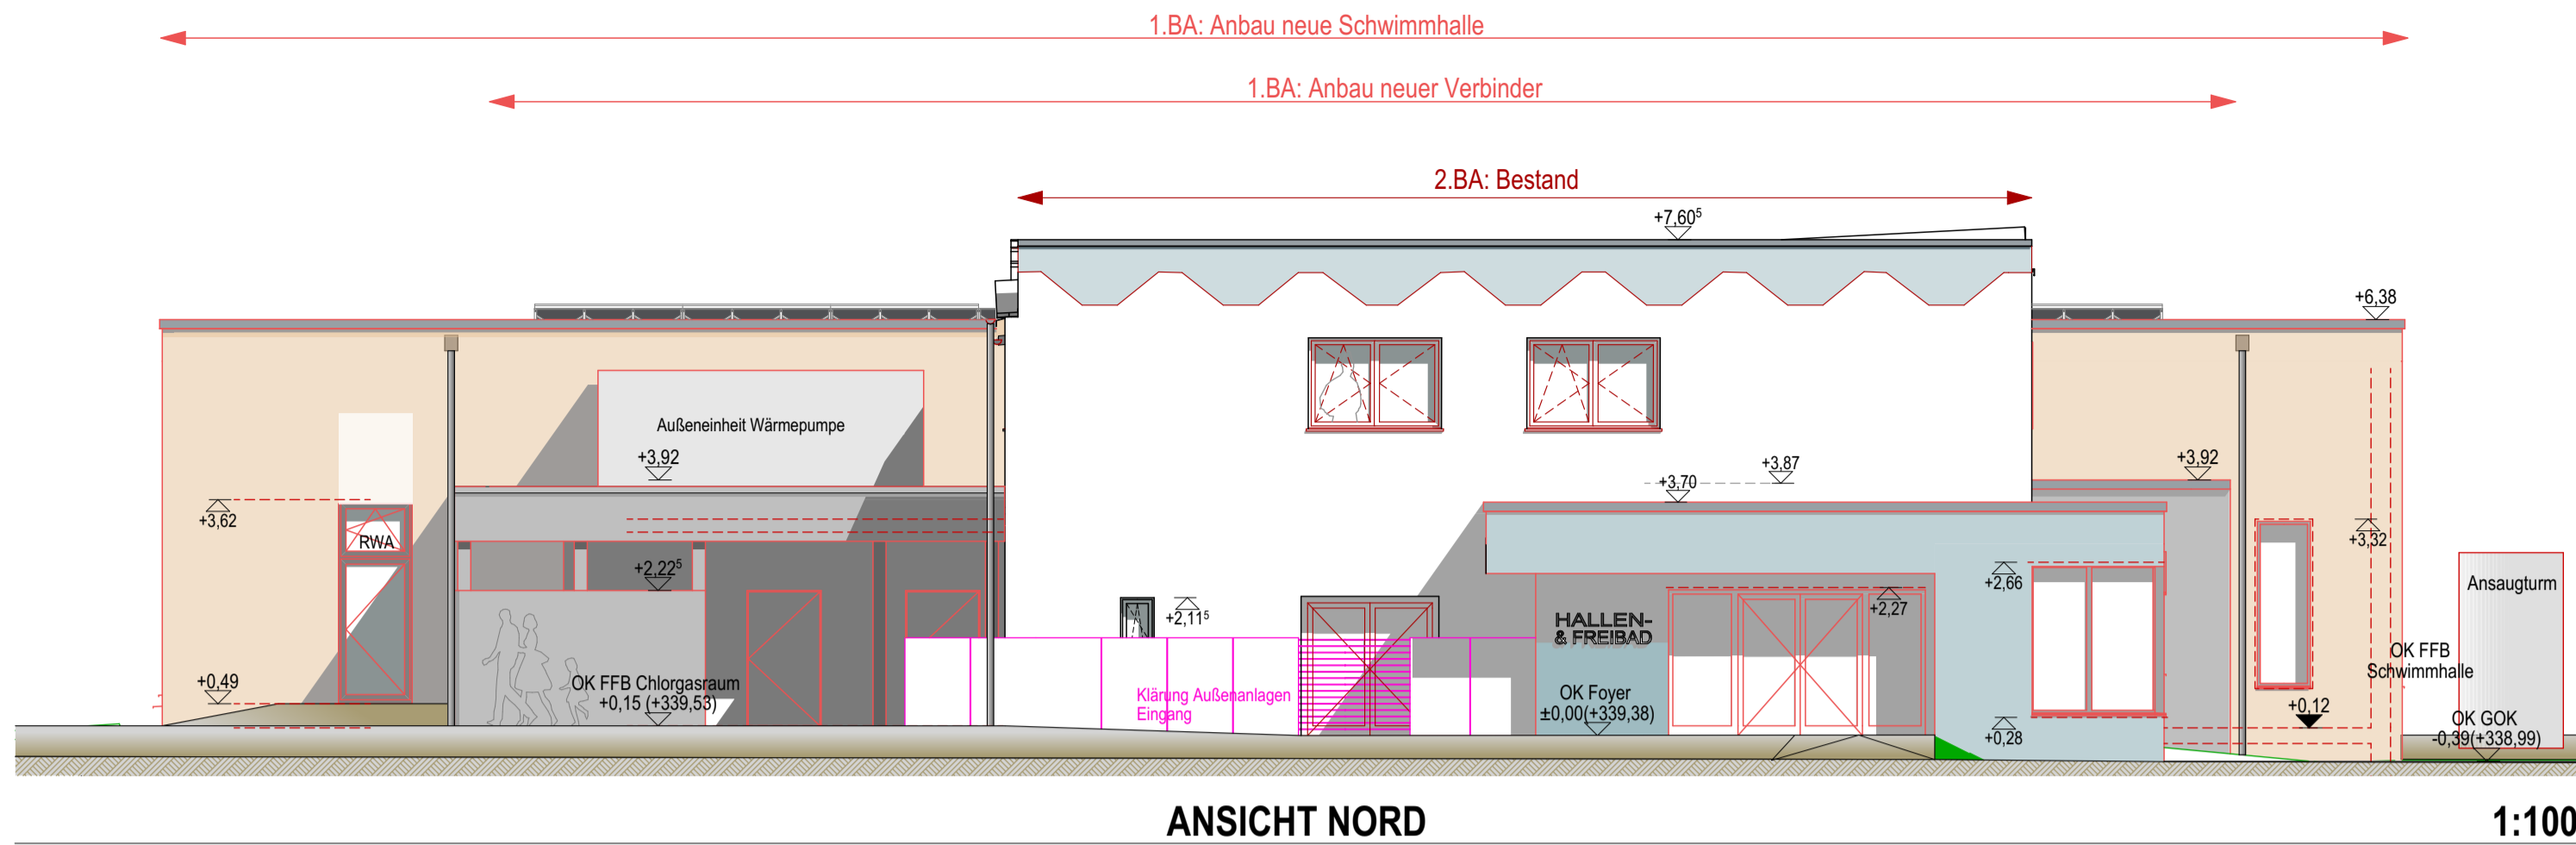 1.BA: Anbau neue Schwimmhalle
1.BA: Anbau neuer Verbinder
2.BA: Bestand
+7,60⁵
+6,38
Außeneinheit Wärmepumpe
+3,92
+3,87
+3,70
+3,92
+3,62
RWA
+3,32
+2,22⁵
+2,66
Ansaugturm
+2,11⁵
+2,27
HALLEN-
& FREIBAD
OK FFB
Schwimmhalle
+0,49
OK FFB Chlorgasraum
+0,15 (+339,53)
Klärung Außenanlagen
Eingang
OK Foyer
±0,00(+339,38)
+0,12
+0,28
OK GOK
-0,39(+338,99)
ANSICHT NORD
1:100